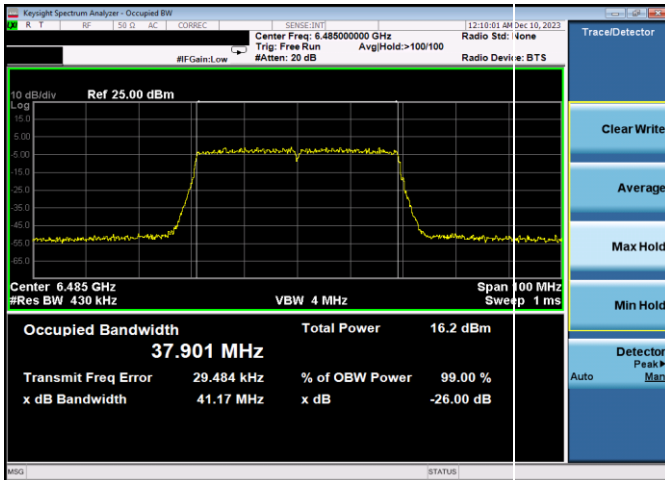 Keysight Spectrum Analyzer - Occupied BW
R T RF 50 Ω AC CORREC SENSE:INT 12:10:01 AM Dec 10, 2023
Center Freq: 6.485000000 GHz Radio Std: None
Trig: Free Run Avg|Hold:>100/100
#IFGain:Low #Atten: 20 dB Radio Device: BTS
Trace/Detector
10 dB/div Ref 25.00 dBm
Log
15.0
5.00
-5.00
-15.0
-25.0
-35.0
-45.0
-55.0
-65.0
Center 6.485 GHz Span 100 MHz
#Res BW 430 kHz VBW 4 MHz Sweep 1 ms
Occupied Bandwidth Total Power 16.2 dBm
37.901 MHz
Transmit Freq Error 29.484 kHz % of OBW Power 99.00 %
x dB Bandwidth 41.17 MHz x dB -26.00 dB
Clear Write
Average
Max Hold
Min Hold
Detector
Peak▶
Auto Man
MSG STATUS